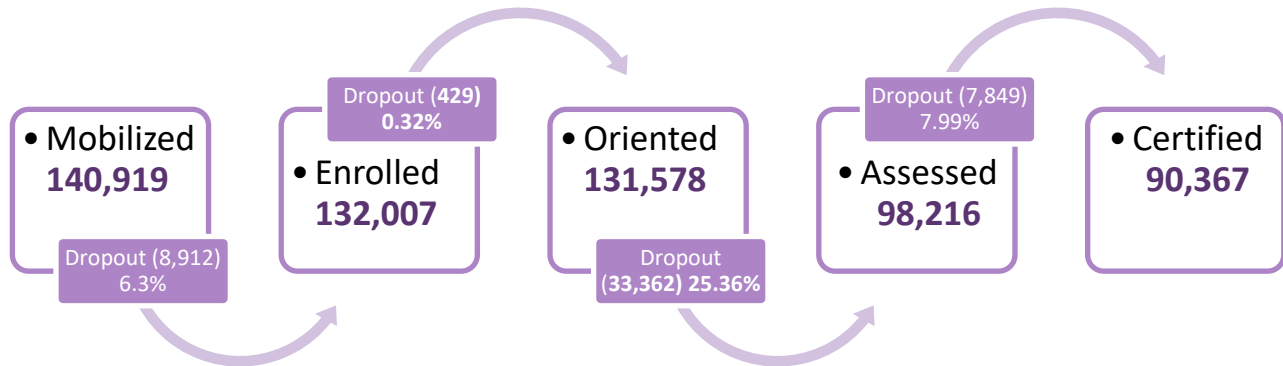 • Mobilized
140,919
Dropout (8,912)
6.3%
Dropout (429)
0.32%
• Enrolled
132,007
• Oriented
131,578
Dropout
(33,362) 25.36%
Dropout (7,849)
7.99%
• Assessed
98,216
• Certified
90,367